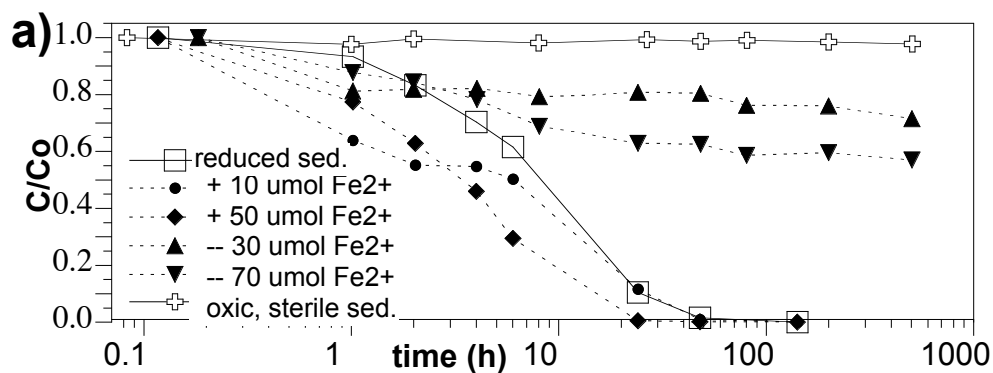 a)
1.0
0.8
0.6
0.4
0.2
0.0
C/Co
reduced sed.
+ 10 umol Fe2+
+ 50 umol Fe2+
-- 30 umol Fe2+
-- 70 umol Fe2+
oxic, sterile sed.
0.1 1 10 100 1000
time (h)